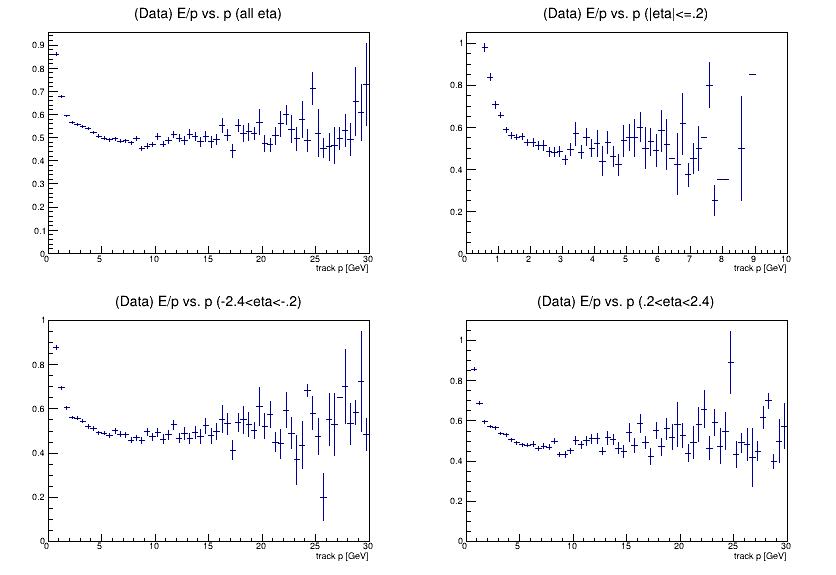 (Data) E/p vs. p (all eta)
0.9
0.8
0.7
0.6
0.5
0.4
0.3
0.2
0.1
0
0 5 10 15 20 25 30
track p [GeV]
(Data) E/p vs. p (|eta|<=.2)
1
0.8
0.6
0.4
0.2
0
0 1 2 3 4 5 6 7 8 9 10
track p [GeV]
(Data) E/p vs. p (-2.4<eta<-.2)
1
0.8
0.6
0.4
0.2
0
0 5 10 15 20 25 30
track p [GeV]
(Data) E/p vs. p (.2<eta<2.4)
1
0.8
0.6
0.4
0.2
0
0 5 10 15 20 25 30
track p [GeV]